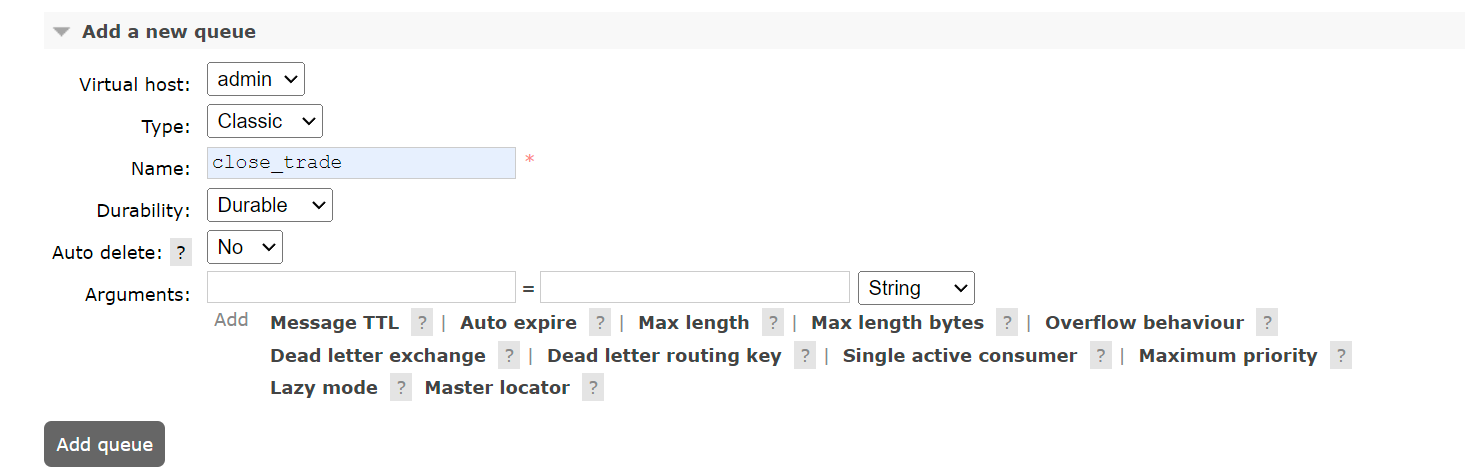 Add a new queue
Virtual host: admin
Type: Classic
Name: close_trade *
Durability: Durable
Auto delete: ? No
Arguments: = String
Add Message TTL ? | Auto expire ? | Max length ? | Max length bytes ? | Overflow behaviour ?
Dead letter exchange ? | Dead letter routing key ? | Single active consumer ? | Maximum priority ?
Lazy mode ? Master locator ?
Add queue